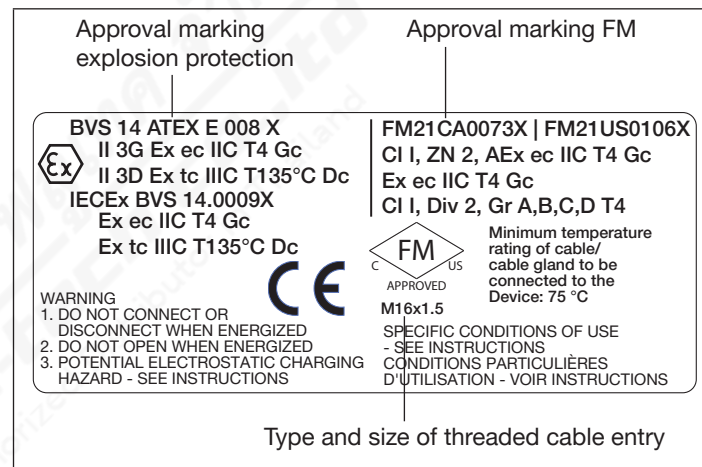 Approval marking
explosion protection
Approval marking FM
BVS 14 ATEX E 008 X
II 3G Ex ec IIC T4 Gc
II 3D Ex tc IIIC T135°C Dc
IECEx BVS 14.0009X
Ex ec IIC T4 Gc
Ex tc IIIC T135°C Dc
Ex
CE
WARNING
1. DO NOT CONNECT OR
DISCONNECT WHEN ENERGIZED
2. DO NOT OPEN WHEN ENERGIZED
3. POTENTIAL ELECTROSTATIC CHARGING
HAZARD - SEE INSTRUCTIONS
FM21CA0073X | FM21US0106X
Cl I, ZN 2, AEx ec IIC T4 Gc
Ex ec IIC T4 Gc
Cl I, Div 2, Gr A,B,C,D T4
C FM US
APPROVED
M16x1.5
Minimum temperature
rating of cable/
cable gland to be
connected to the
Device: 75 °C
SPECIFIC CONDITIONS OF USE
- SEE INSTRUCTIONS
CONDITIONS PARTICULIÈRES
D'UTILISATION - VOIR INSTRUCTIONS
Type and size of threaded cable entry